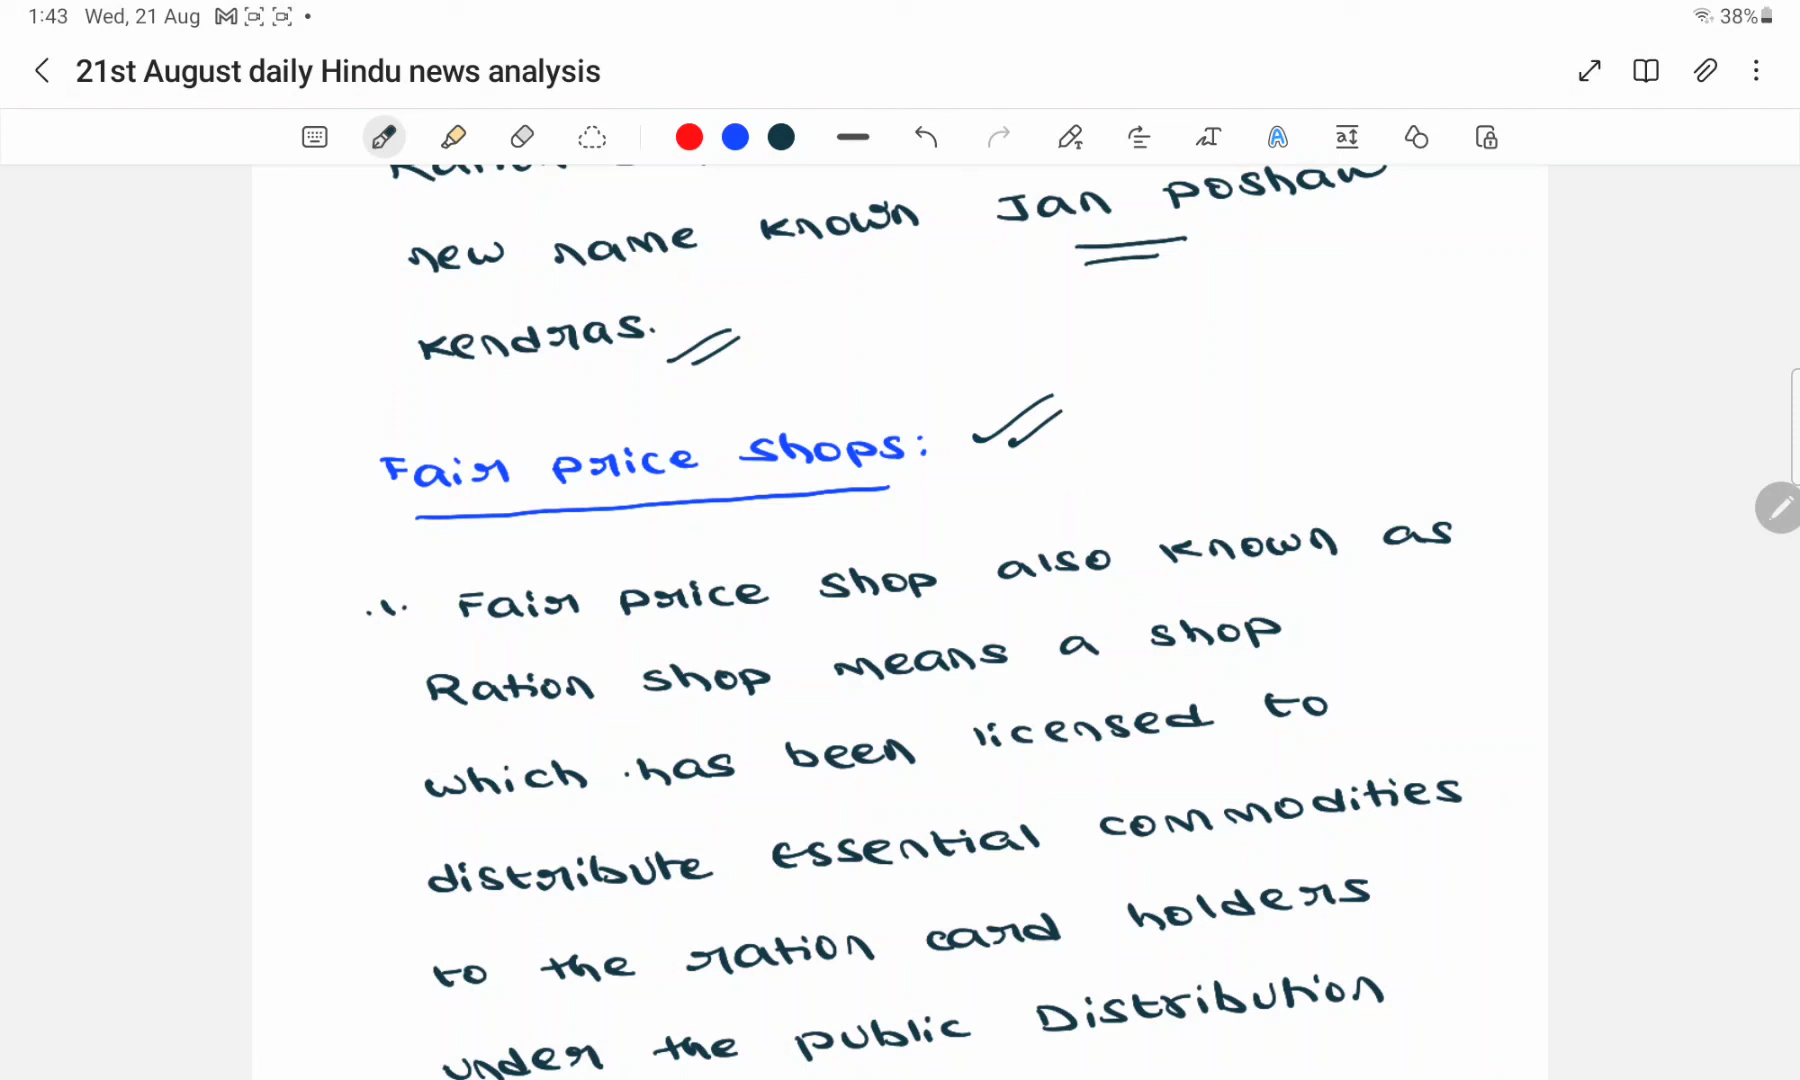 1:43 Wed, 21 Aug 38%
21st August daily Hindu news analysis
new name known Jan poshan
kendras.
Fair price shops:
1. Fair price shop also known as
Ration shop means a shop
which has been licensed to
distribute essential commodities
to the ration card holders
under the public Distribution